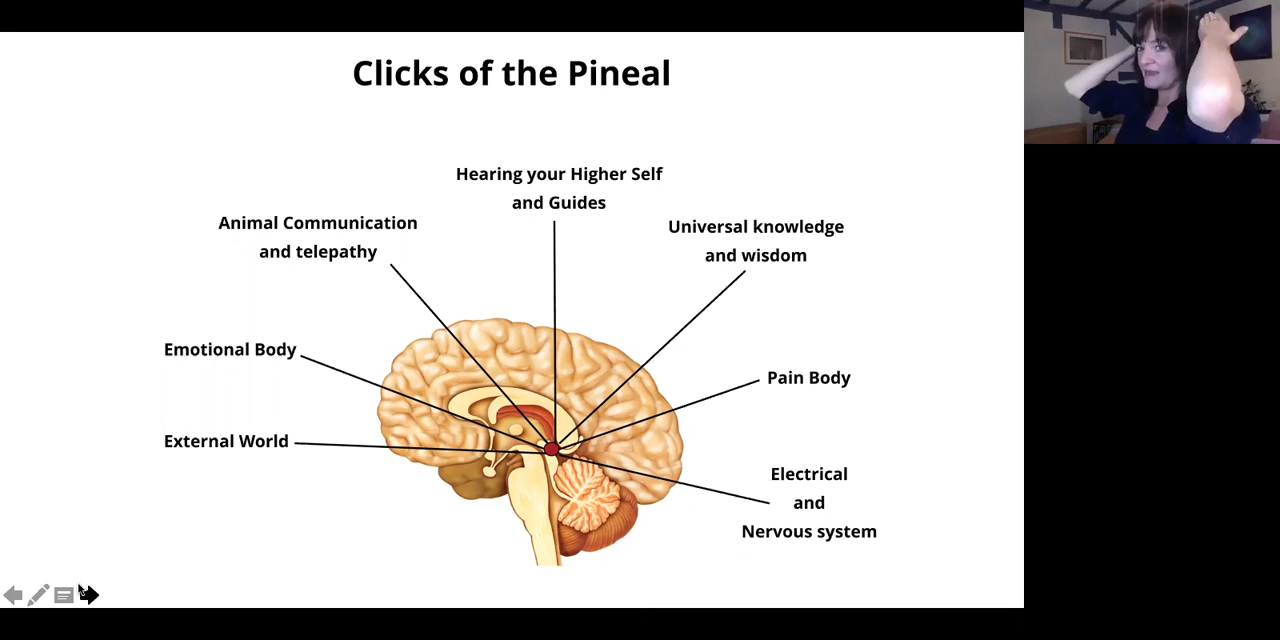 Clicks of the Pineal
Hearing your Higher Self
and Guides
Animal Communication
and telepathy
Universal knowledge
and wisdom
Emotional Body
Pain Body
External World
Electrical
and
Nervous system